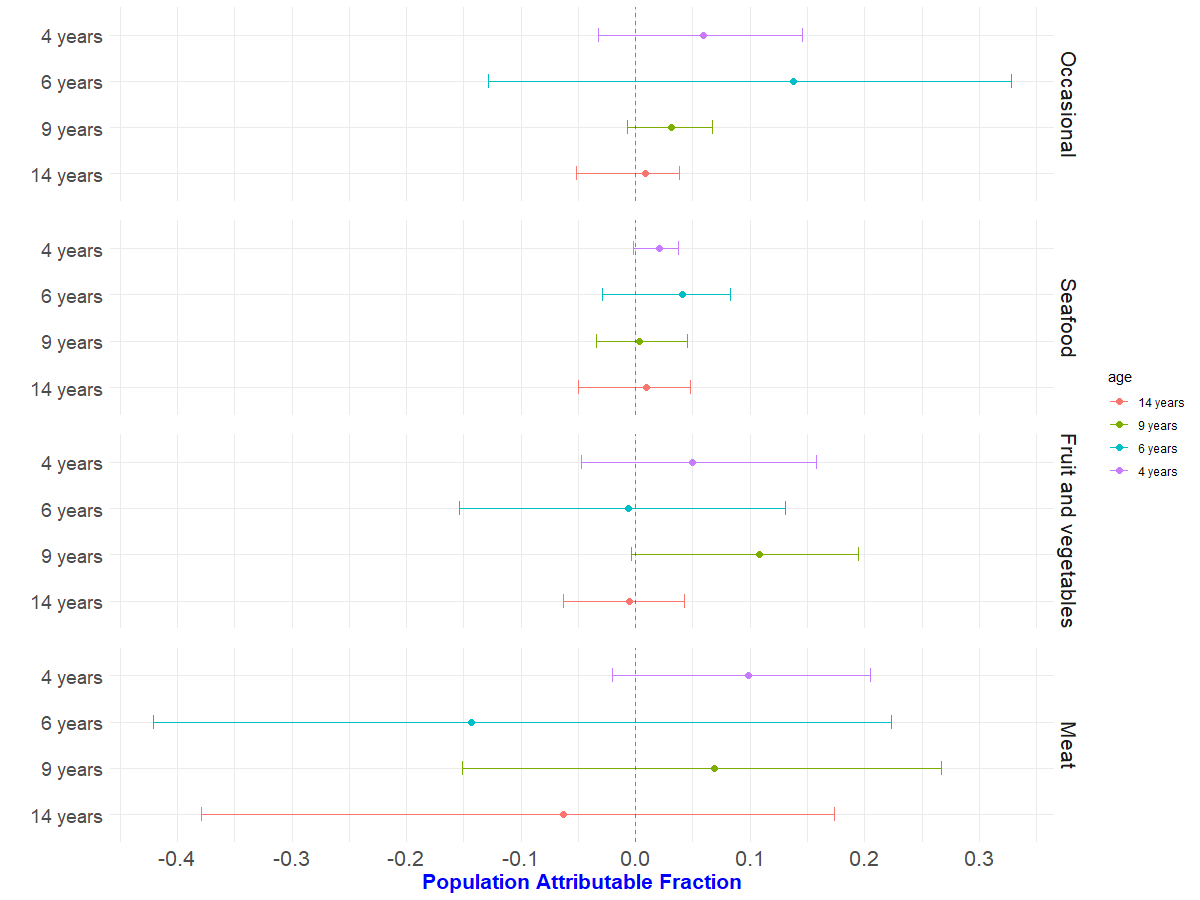 4 years
6 years
9 years
14 years
Occasional
4 years
6 years
9 years
14 years
Seafood
4 years
6 years
9 years
14 years
Fruit and vegetables
4 years
6 years
9 years
14 years
Meat
-0.4 -0.3 -0.2 -0.1 0.0 0.1 0.2 0.3
Population Attributable Fraction
age
14 years
9 years
6 years
4 years